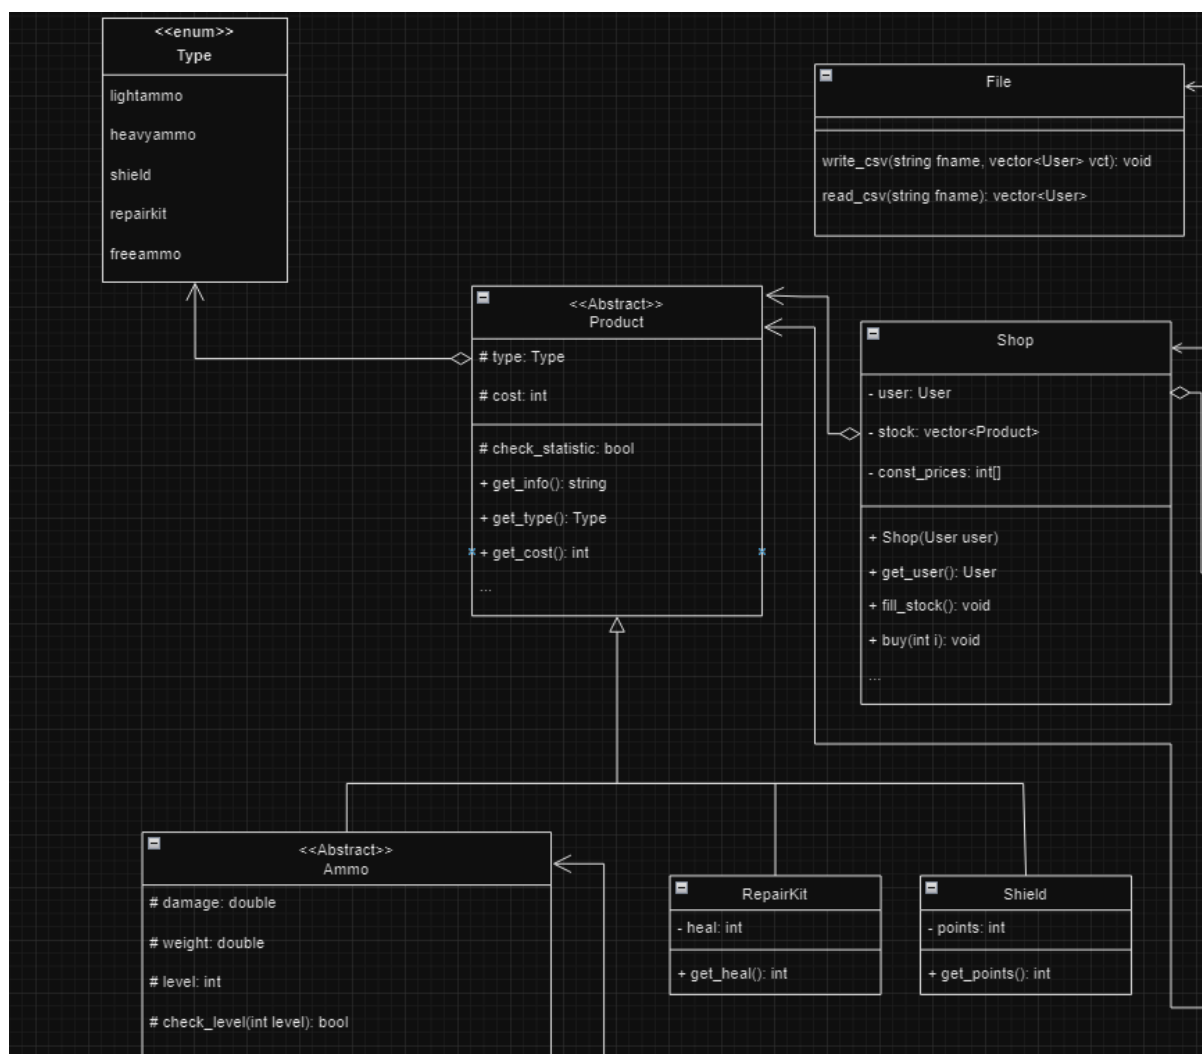 <<enum>>
Type
lightammo
heavyammo
shield
repairkit
freeammo
File
write_csv(string fname, vector<User> vct): void
read_csv(string fname): vector<User>
<<Abstract>>
Product
# type: Type
# cost: int
# check_statistic: bool
+ get_info(): string
+ get_type(): Type
+ get_cost(): int
...
Shop
- user: User
- stock: vector<Product>
- const_prices: int[]
+ Shop(User user)
+ get_user(): User
+ fill_stock(): void
+ buy(int i): void
...
<<Abstract>>
Ammo
# damage: double
# weight: double
# level: int
# check_level(int level): bool
RepairKit
- heal: int
+ get_heal(): int
Shield
- points: int
+ get_points(): int